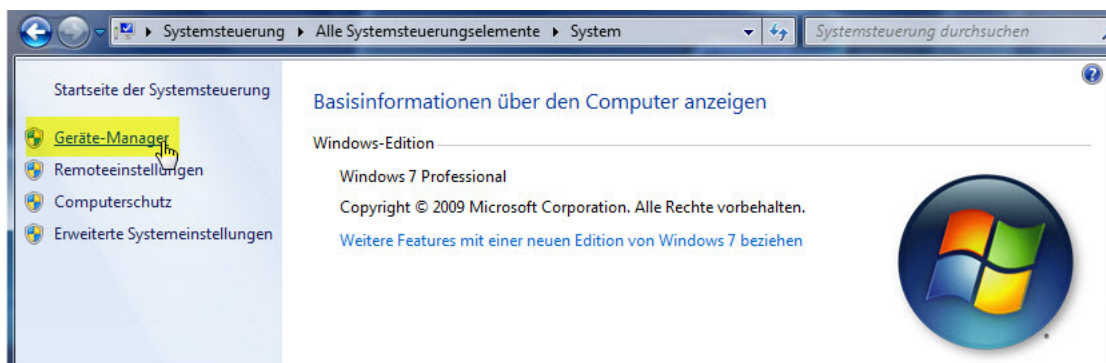 Systemsteuerung ▸ Alle Systemsteuerungselemente ▸ System
Systemsteuerung durchsuchen
Startseite der Systemsteuerung
Geräte-Manager
Remoteeinstellungen
Computerschutz
Erweiterte Systemeinstellungen
Basisinformationen über den Computer anzeigen
Windows-Edition
Windows 7 Professional
Copyright © 2009 Microsoft Corporation. Alle Rechte vorbehalten.
Weitere Features mit einer neuen Edition von Windows 7 beziehen